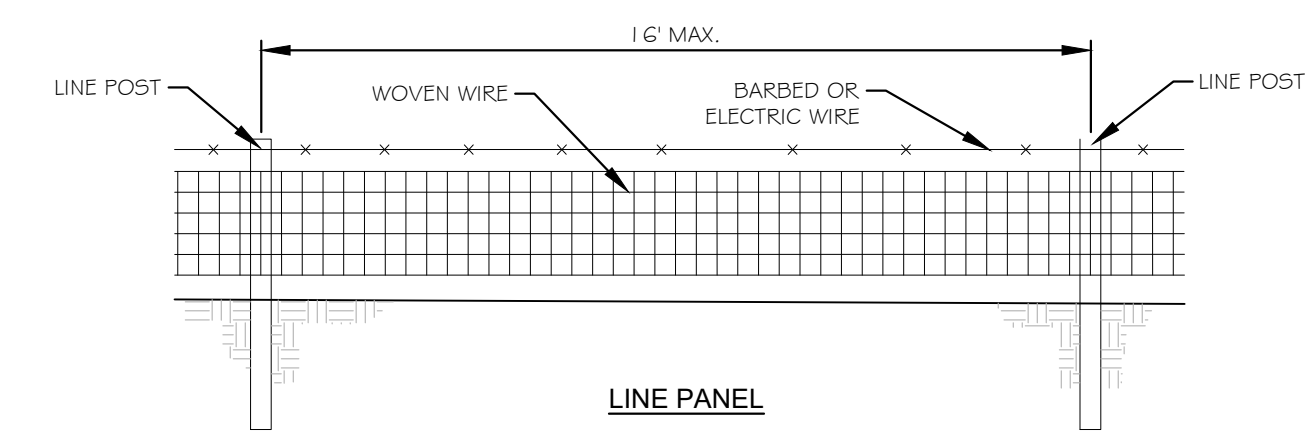 16' MAX.
LINE POST
WOVEN WIRE
BARBED OR
ELECTRIC WIRE
LINE POST
LINE PANEL